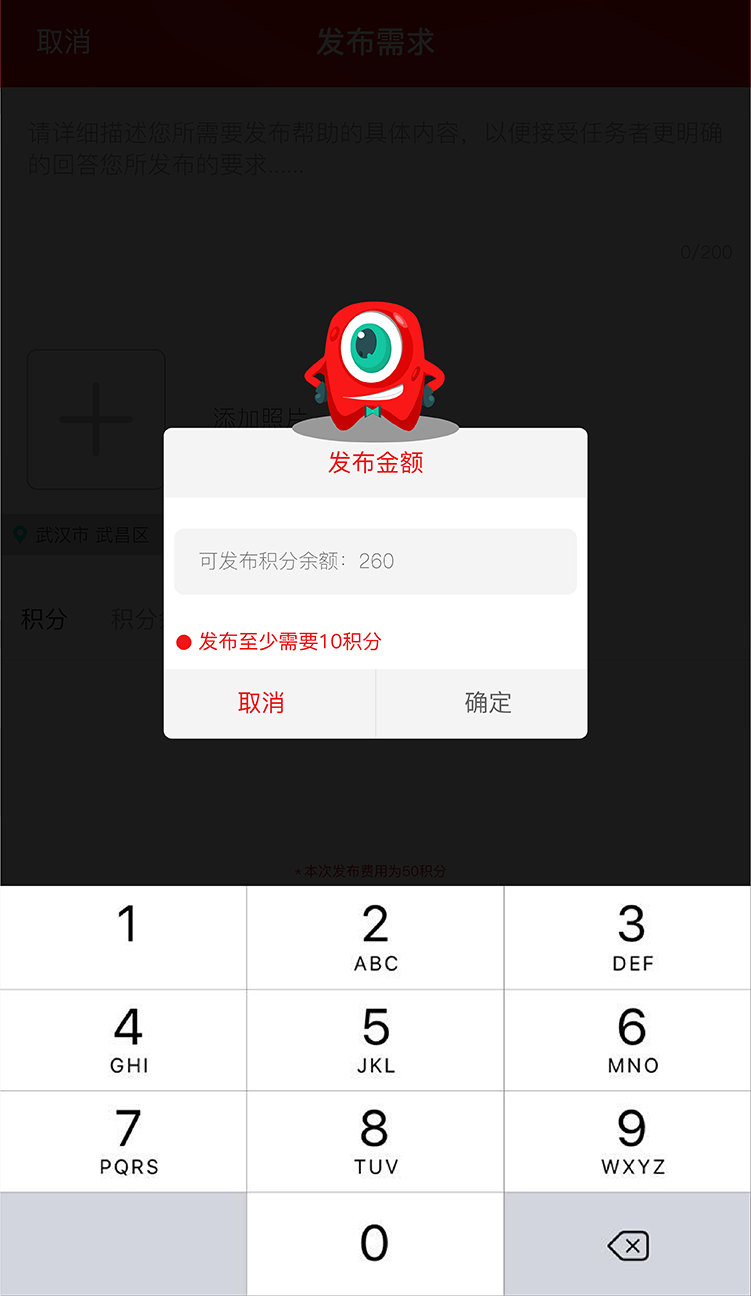 取消
发布需求
请详细描述您所需要发布帮助的具体内容，以便接受任务者更明确
的回答您所发布的要求......
0/200
添加照片
发布金额
武汉市 武昌区
可发布积分余额：260
积分
积分
发布至少需要10积分
取消
确定
*本次发布费用为50积分
1
2
3
ABC
DEF
4
5
6
GHI
JKL
MNO
7
8
9
PQRS
TUV
WXYZ
0